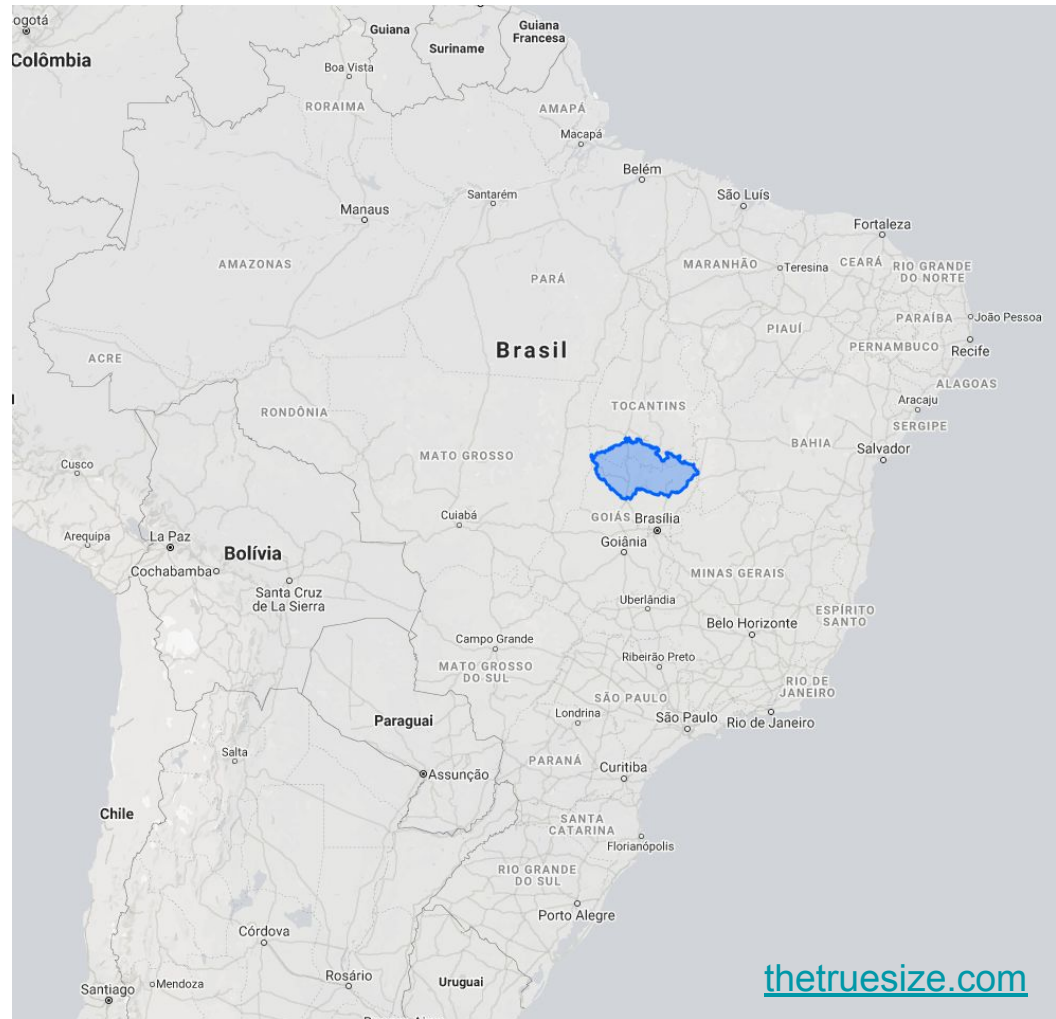 ogotá
Guiana
Guiana
Francesa
Suriname
Colômbia
Boa Vista
RORAIMA
AMAPÁ
Macapá
Belém
Santarém
São Luís
Manaus
Fortaleza
AMAZONAS
PARÁ
MARANHÃO
Teresina
CEARÁ
RIO GRANDE
DO NORTE
PARAÍBA
João Pessoa
PIAUÍ
Brasil
PERNAMBUCO
Recife
ACRE
ALAGOAS
Aracaju
TOCANTINS
RONDÔNIA
SERGIPE
BAHIA
Salvador
MATO GROSSO
Cusco
Cuiabá
GOIÁS
Brasília
Arequipa
La Paz
Goiânia
Bolívia
Cochabamba
MINAS GERAIS
Santa Cruz
de La Sierra
Uberlândia
ESPÍRITO
SANTO
Belo Horizonte
Campo Grande
Ribeirão Preto
MATO GROSSO
DO SUL
RIO DE
JANEIRO
SÃO PAULO
Londrina
São Paulo
Rio de Janeiro
Paraguai
Salta
PARANÁ
Curitiba
Assunção
Chile
SANTA
CATARINA
Florianópolis
RIO GRANDE
DO SUL
Porto Alegre
Córdova
Rosário
Uruguai
thetruesize.com
Mendoza
Santiago